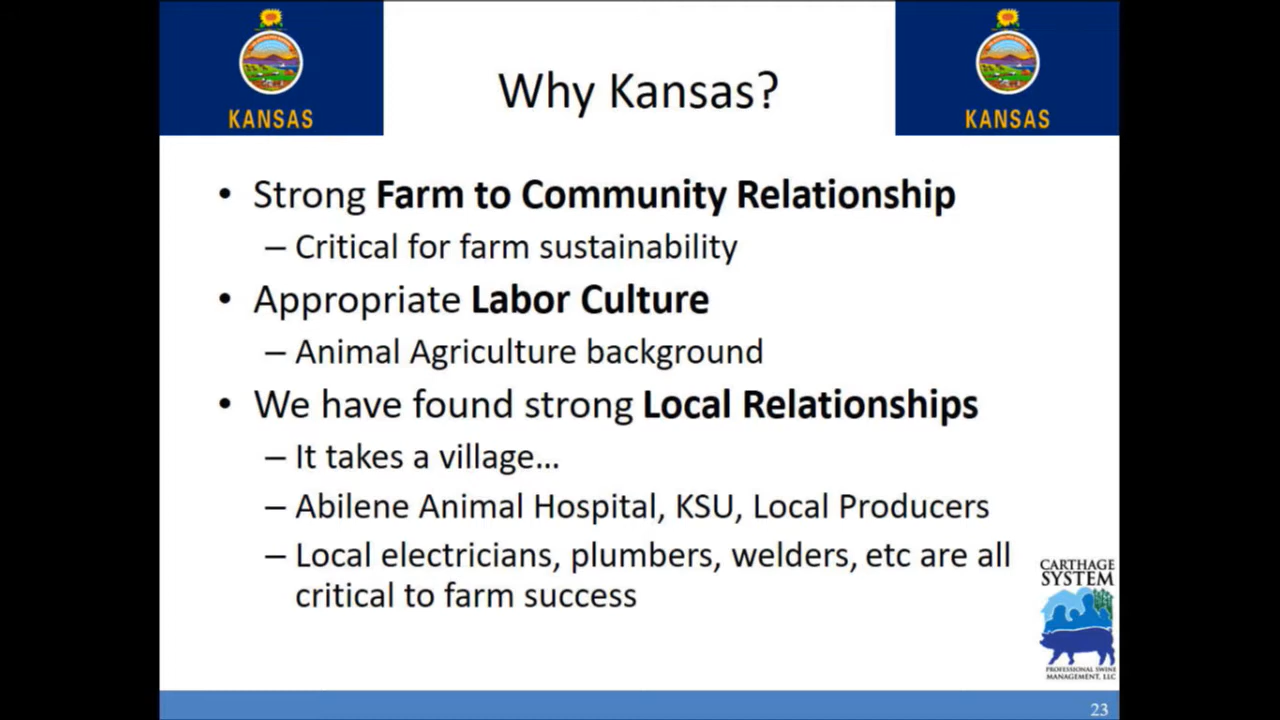 KANSAS
Why Kansas?
KANSAS
• Strong Farm to Community Relationship
– Critical for farm sustainability
• Appropriate Labor Culture
– Animal Agriculture background
• We have found strong Local Relationships
– It takes a village…
– Abilene Animal Hospital, KSU, Local Producers
– Local electricians, plumbers, welders, etc are all
critical to farm success
CARTHAGE
SYSTEM
PROFESSIONAL SWINE
MANAGEMENT, LLC
23